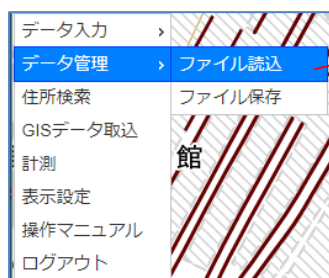 データ入力 ›
データ管理 › ファイル読込
住所検索 ファイル保存
GISデータ取込
計測 館
表示設定
操作マニュアル
ログアウト